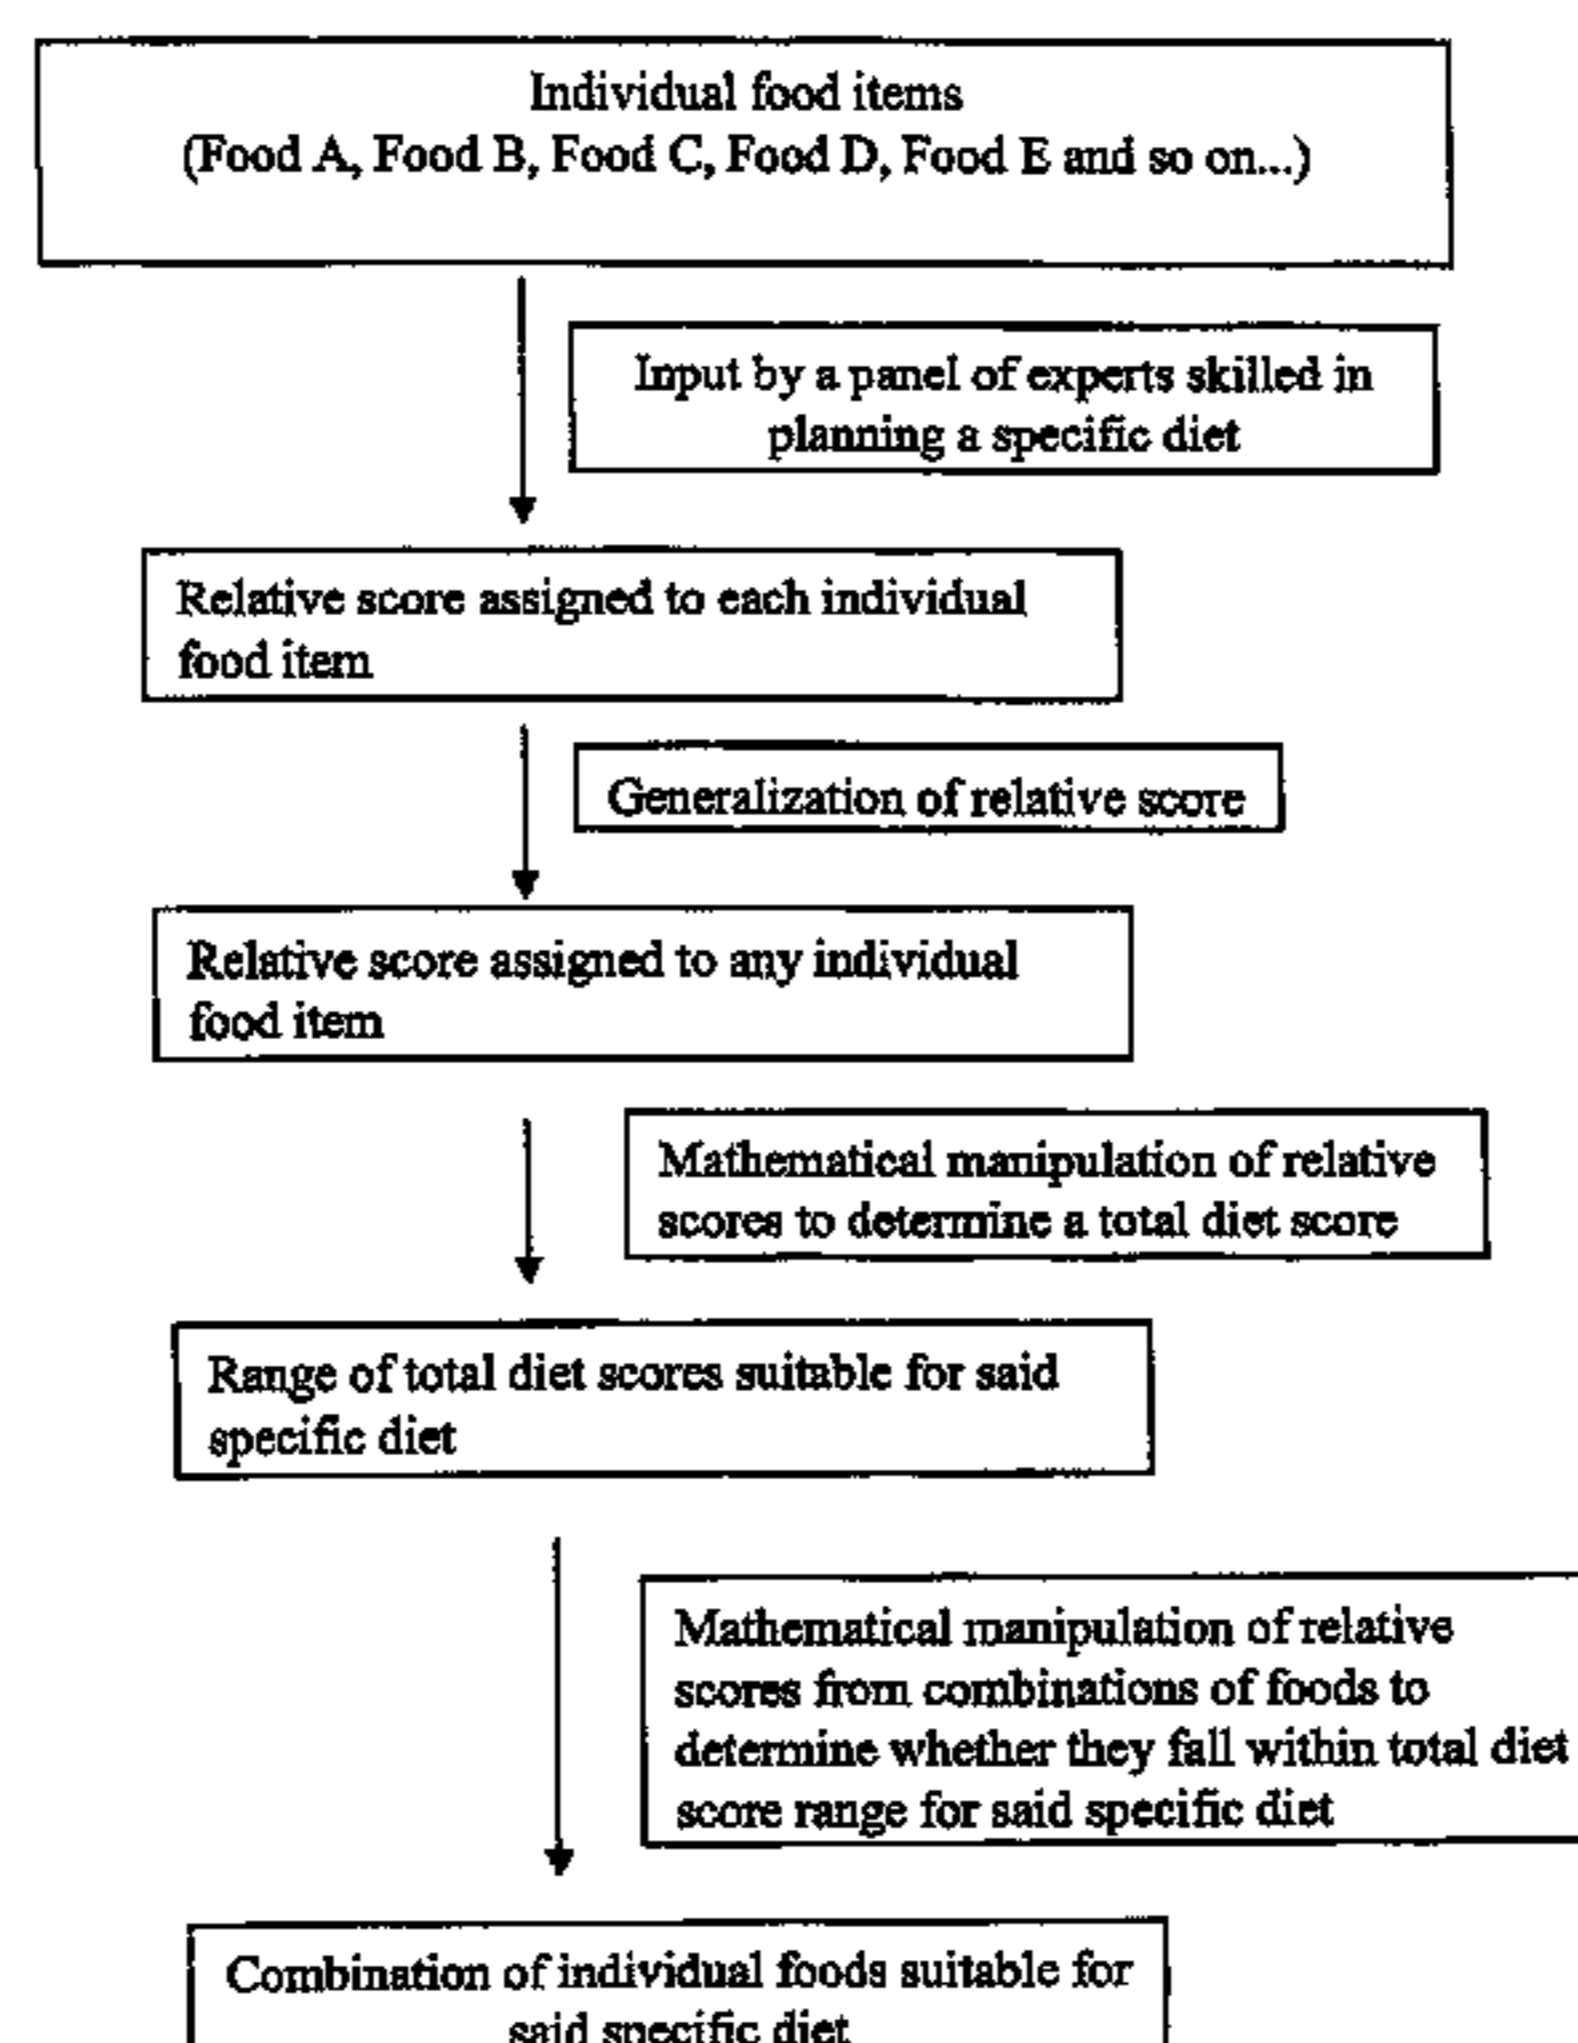 Individual food items
(Food A, Food B, Food C, Food D, Food E and so on...)
Input by a panel of experts skilled in
planning a specific diet
Relative score assigned to each individual
food item
Generalization of relative score
Relative score assigned to any individual
food item
Mathematical manipulation of relative
scores to determine a total diet score
Range of total diet scores suitable for said
specific diet
Mathematical manipulation of relative
scores from combinations of foods to
determine whether they fall within total diet
score range for said specific diet
Combination of individual foods suitable for
said specific diet